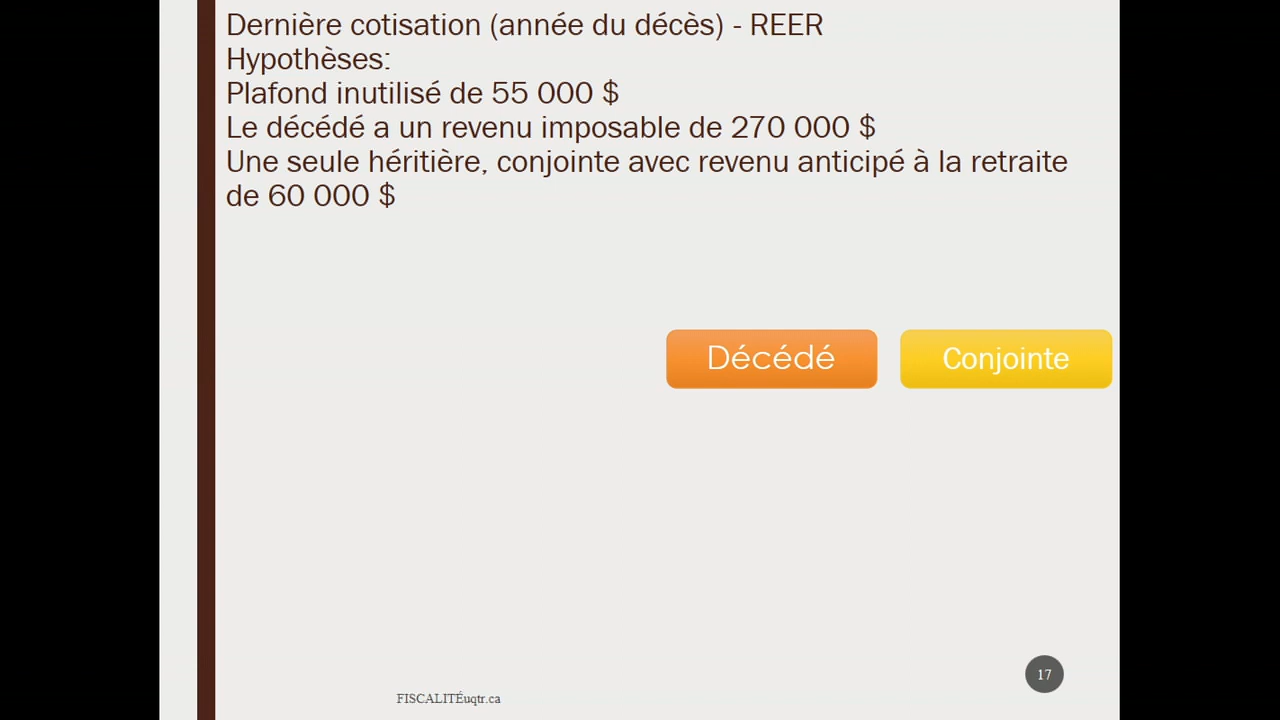 Dernière cotisation (année du décès) - REER
Hypothèses:
Plafond inutilisé de 55 000 $
Le décédé a un revenu imposable de 270 000 $
Une seule héritière, conjointe avec revenu anticipé à la retraite
de 60 000 $
Décédé
Conjointe
17
FISCALITÉuqtr.ca